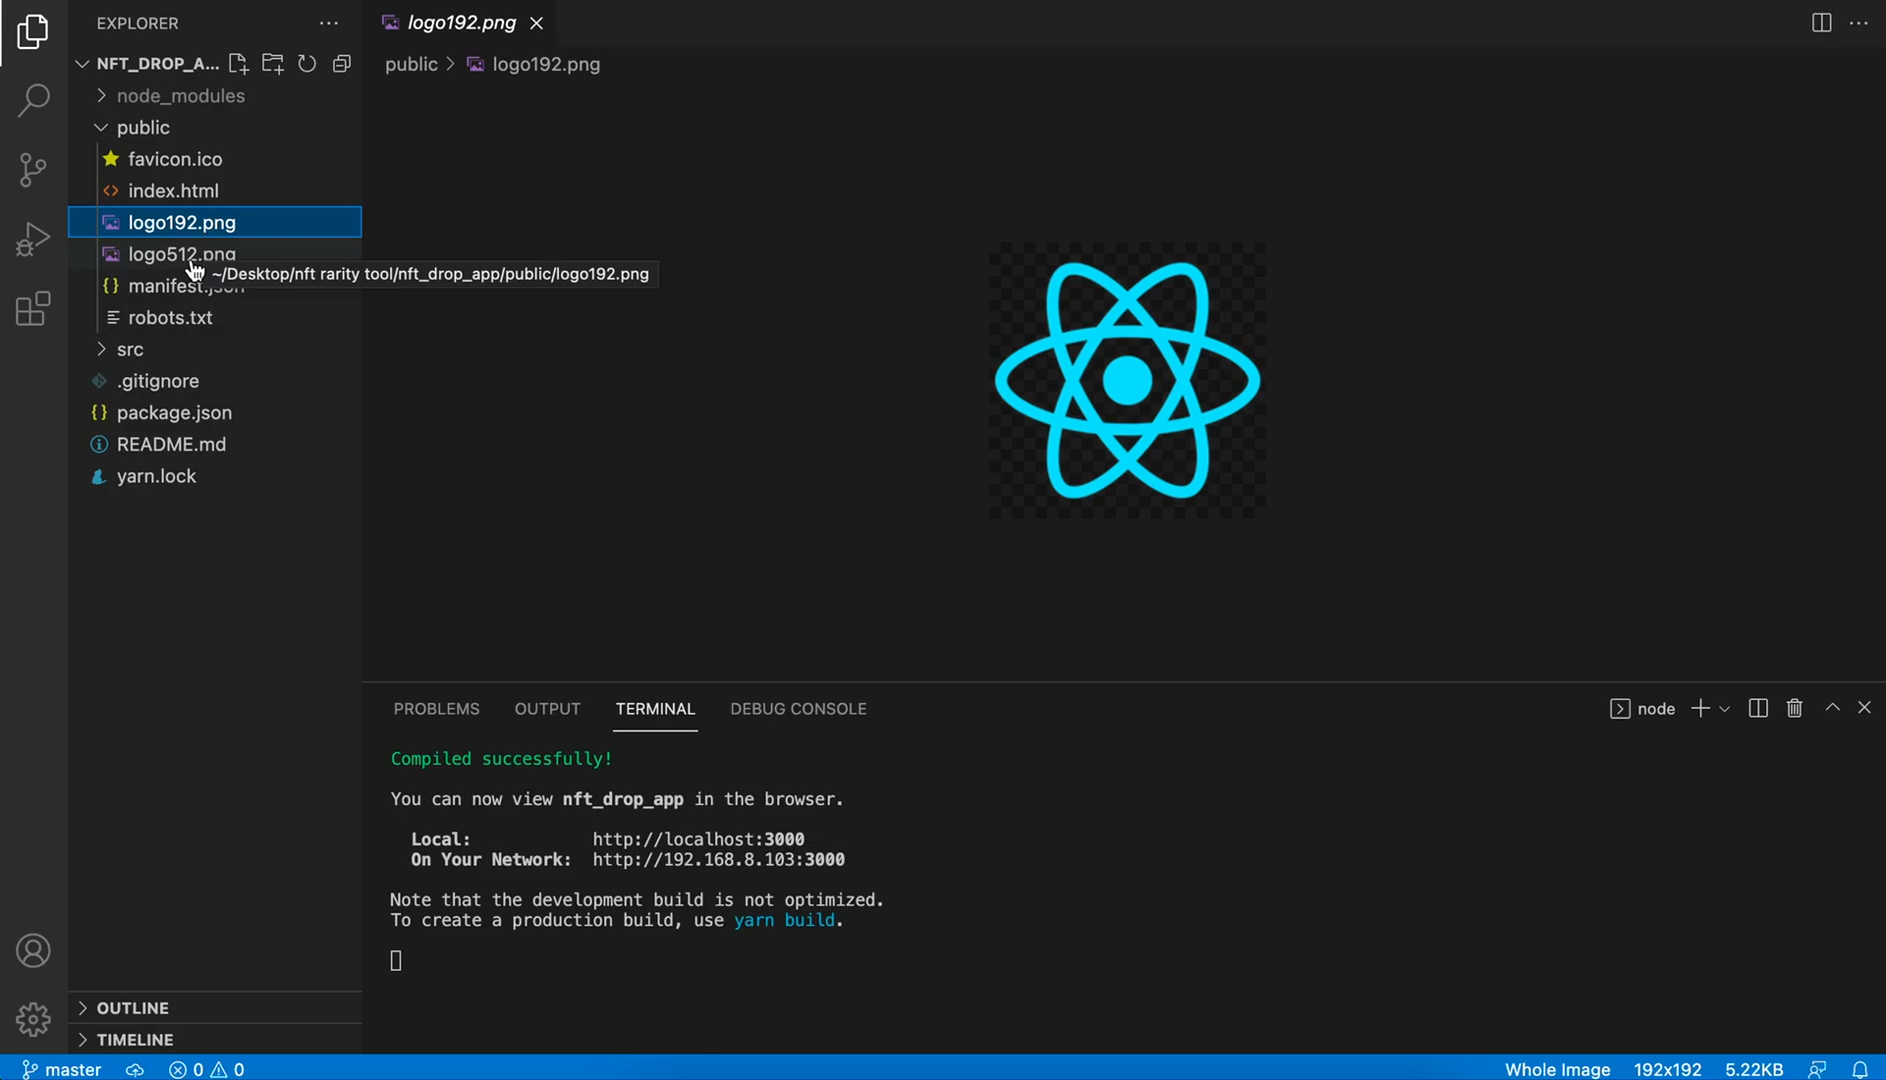 EXPLORER
NFT_DROP_A...
node_modules
public
favicon.ico
index.html
logo192.png
logo512.png
manifest.json
robots.txt
src
.gitignore
package.json
README.md
yarn.lock
OUTLINE
TIMELINE
logo192.png
public > logo192.png
~/Desktop/nft rarity tool/nft_drop_app/public/logo192.png
PROBLEMS OUTPUT TERMINAL DEBUG CONSOLE
node
Compiled successfully!
You can now view nft_drop_app in the browser.
Local: http://localhost:3000
On Your Network: http://192.168.8.103:3000
Note that the development build is not optimized.
To create a production build, use yarn build.
master 0 0
Whole Image 192x192 5.22KB